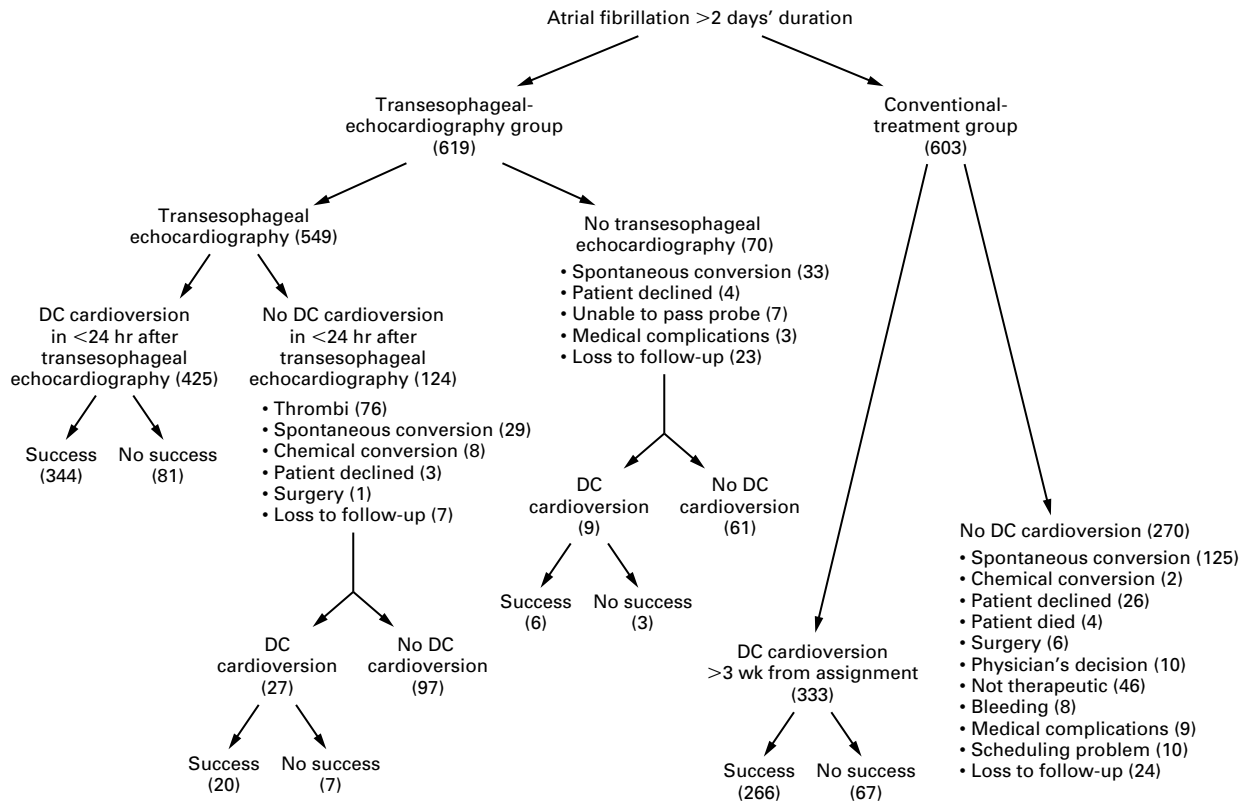 Atrial fibrillation >2 days’ duration
Transesophageal-
echocardiography group
(619)
Conventional-
treatment group
(603)
Transesophageal
echocardiography (549)
No transesophageal
echocardiography (70)
• Spontaneous conversion (33)
• Patient declined (4)
• Unable to pass probe (7)
• Medical complications (3)
• Loss to follow-up (23)
DC cardioversion
in <24 hr after
transesophageal
echocardiography (425)
No DC cardioversion
in <24 hr after
transesophageal
echocardiography (124)
• Thrombi (76)
• Spontaneous conversion (29)
• Chemical conversion (8)
• Patient declined (3)
• Surgery (1)
• Loss to follow-up (7)
Success
(344)
No success
(81)
DC
cardioversion
(9)
No DC
cardioversion
(61)
Success
(6)
No success
(3)
DC
cardioversion
(27)
No DC
cardioversion
(97)
Success
(20)
No success
(7)
DC cardioversion
>3 wk from assignment
(333)
Success
(266)
No success
(67)
No DC cardioversion (270)
• Spontaneous conversion (125)
• Chemical conversion (2)
• Patient declined (26)
• Patient died (4)
• Surgery (6)
• Physician’s decision (10)
• Not therapeutic (46)
• Bleeding (8)
• Medical complications (9)
• Scheduling problem (10)
• Loss to follow-up (24)